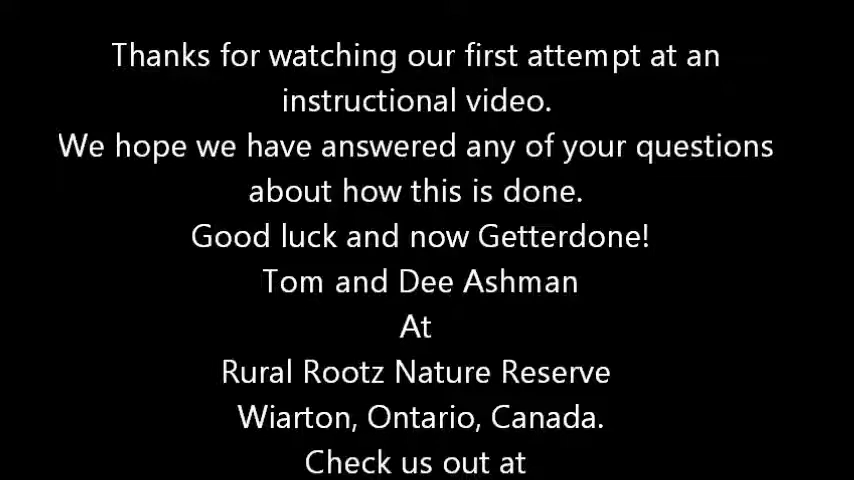 Thanks for watching our first attempt at an
instructional video.
We hope we have answered any of your questions
about how this is done.
Good luck and now Getterdone!
Tom and Dee Ashman
At
Rural Rootz Nature Reserve
Wiarton, Ontario, Canada.
Check us out at